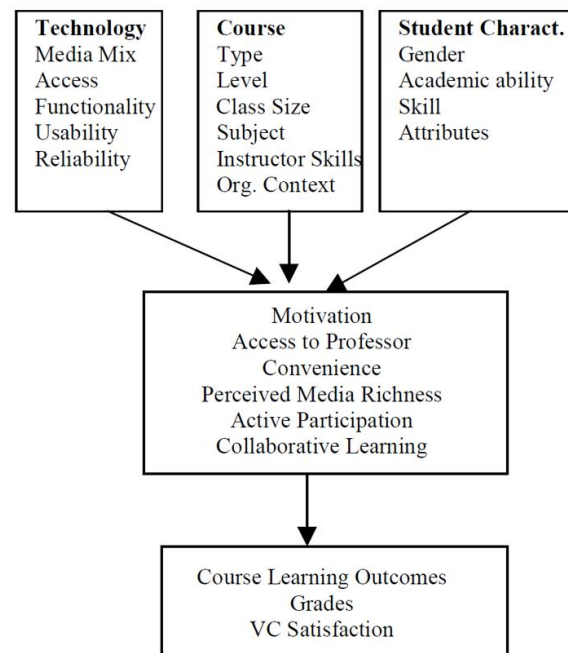 Technology
Media Mix
Access
Functionality
Usability
Reliability
Course
Type
Level
Class Size
Subject
Instructor Skills
Org. Context
Student Charact.
Gender
Academic ability
Skill
Attributes
Motivation
Access to Professor
Convenience
Perceived Media Richness
Active Participation
Collaborative Learning
Course Learning Outcomes
Grades
VC Satisfaction